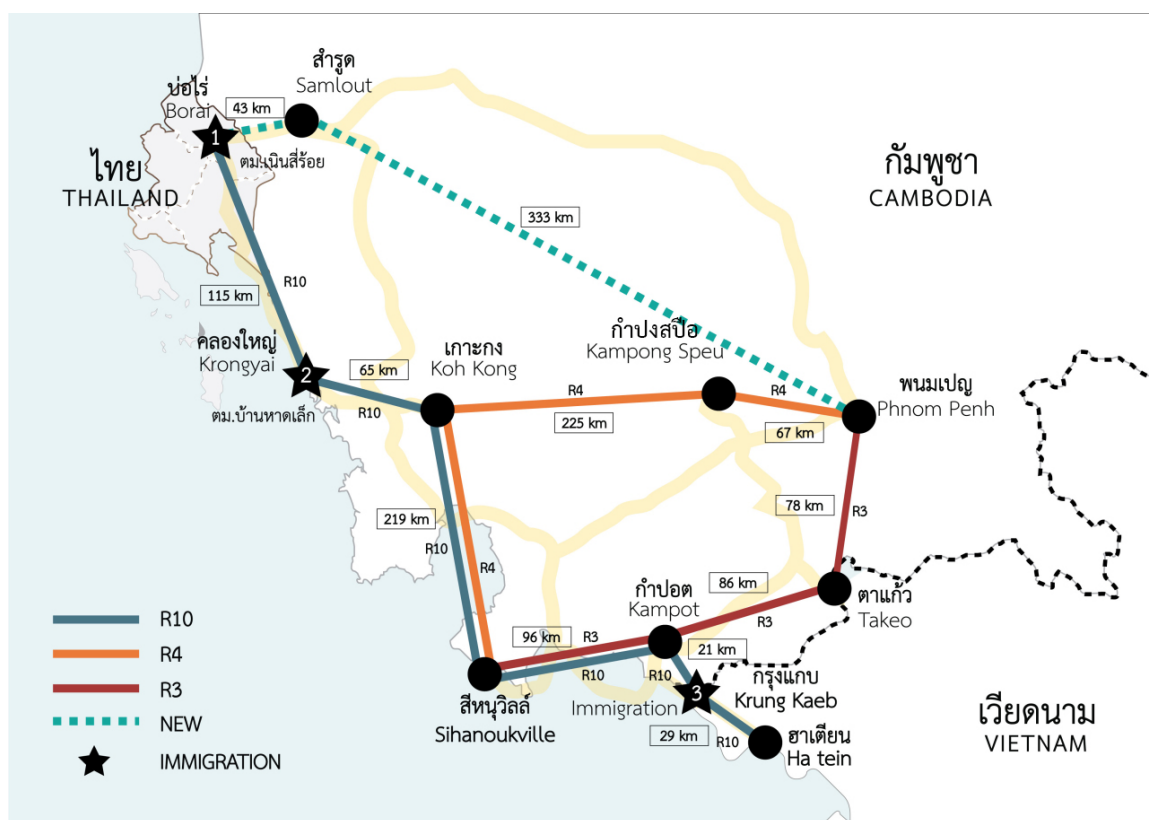 สำรูด
Samlout
บ่อไร่
Borai
43 km
1
ตม.เนินสี่ร้อย
ไทย
THAILAND
กัมพูชา
CAMBODIA
333 km
R10
115 km
กำปงสปือ
Kampong Speu
คลองใหญ่
Krongyai
เกาะกง
Koh Kong
65 km
2
R4
R4
พนมเปญ
Phnom Penh
ตม.บ้านหาดเล็ก
R10
225 km
67 km
78 km
R3
219 km
R10
R4
86 km
กำปอต
Kampot
ตาแก้ว
Takeo
R3
96 km
R3
21 km
R10
R10
กรุงแกบ
Krung Kaeb
3
Immigration
สีหนุวิลล์
Sihanoukville
29 km
R10
ฮาเตียน
Ha tein
เวียดนาม
VIETNAM
R10
R4
R3
NEW
IMMIGRATION